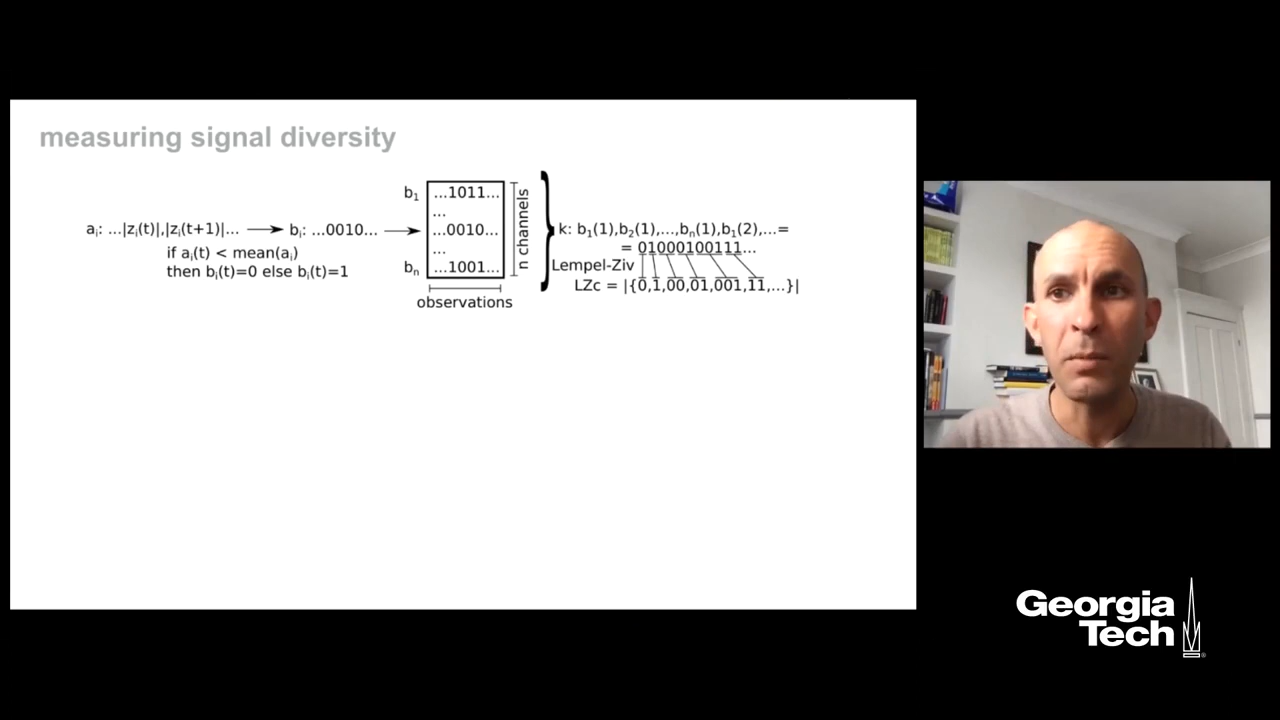 measuring signal diversity
aᵢ: ...|zᵢ(t)|,|zᵢ(t+1)|...
bᵢ: ...0010...
if aᵢ(t) < mean(aᵢ)
then bᵢ(t)=0 else bᵢ(t)=1
b₁
...1011...
...
...0010...
...
bₙ
...1001...
n channels
observations
k: b₁(1),b₂(1),...,bₙ(1),b₁(2),...=
= 01000100111...
Lempel-Ziv
LZc = |{0,1,00,01,001,11,...}|
Georgia
Tech